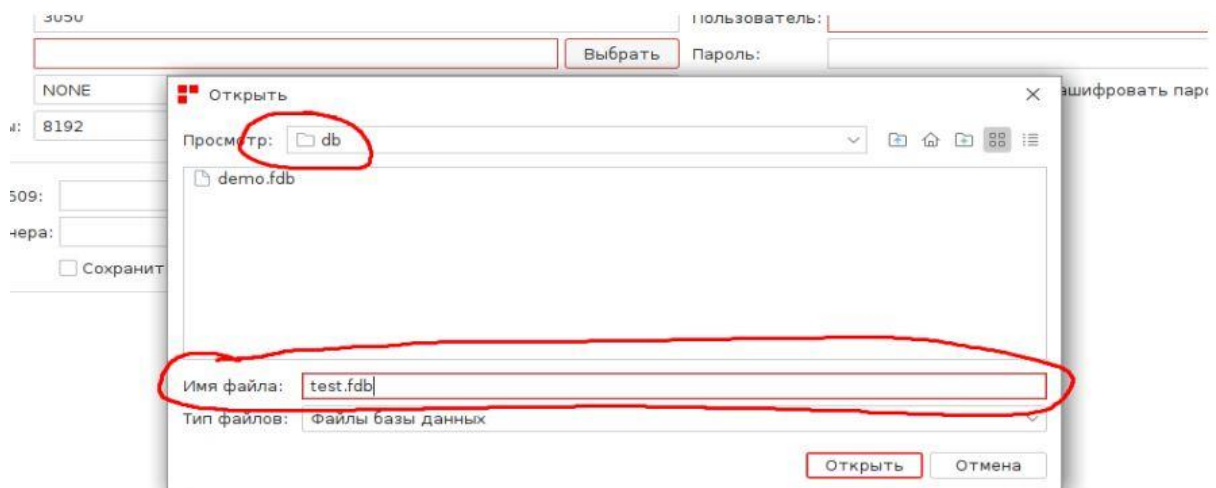 3050 Пользователь:
Выбрать Пароль:
NONE
Открыть
ашифровать паро
ы: 8192
Просмотр: db
demo.fdb
509:
нера:
Сохранит
Имя файла: test.fdb
Тип файлов: Файлы базы данных
Открыть Отмена